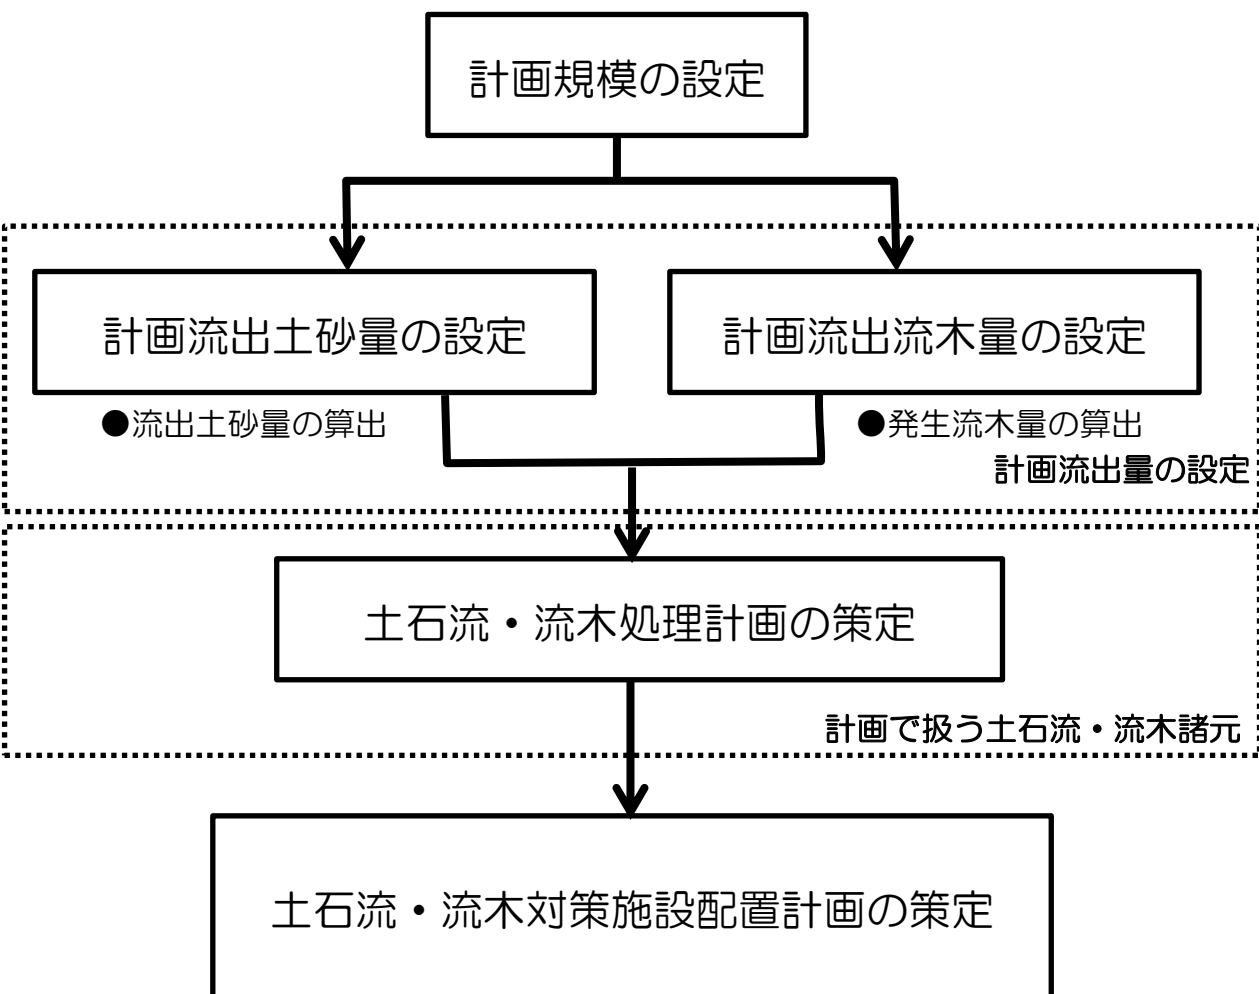 計画規模の設定
計画流出土砂量の設定
計画流出流木量の設定
●流出土砂量の算出
●発生流木量の算出
計画流出量の設定
土石流・流木処理計画の策定
計画で扱う土石流・流木諸元
土石流・流木対策施設配置計画の策定